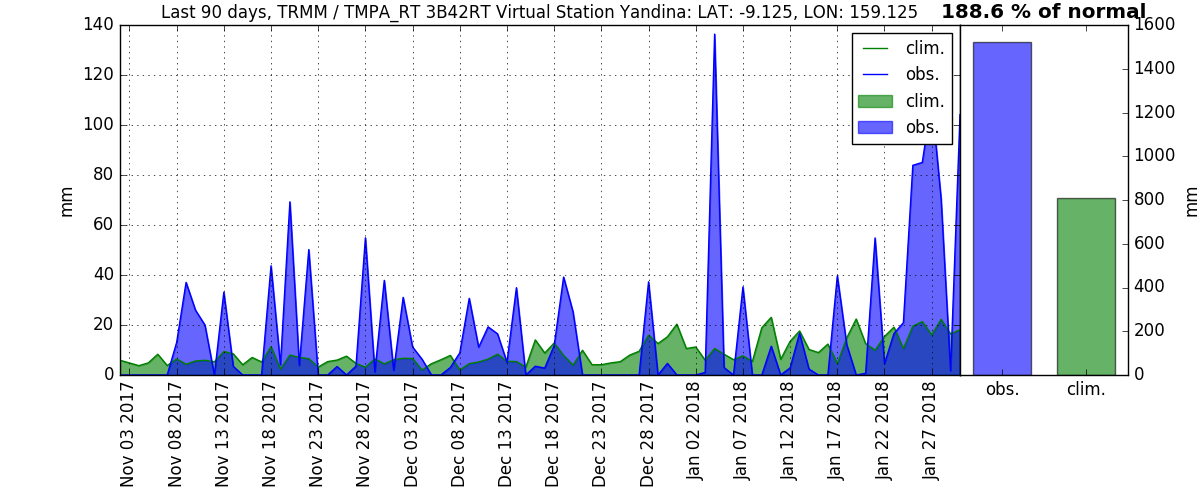 Last 90 days, TRMM / TMPA_RT 3B42RT Virtual Station Yandina: LAT: -9.125, LON: 159.125
188.6 % of normal
mm
140
120
100
80
60
40
20
0
clim.
obs.
clim.
obs.
1600
1400
1200
1000
800
600
400
200
0
mm
Nov 03 2017
Nov 08 2017
Nov 13 2017
Nov 18 2017
Nov 23 2017
Nov 28 2017
Dec 03 2017
Dec 08 2017
Dec 13 2017
Dec 18 2017
Dec 23 2017
Dec 28 2017
Jan 02 2018
Jan 07 2018
Jan 12 2018
Jan 17 2018
Jan 22 2018
Jan 27 2018
obs.
clim.